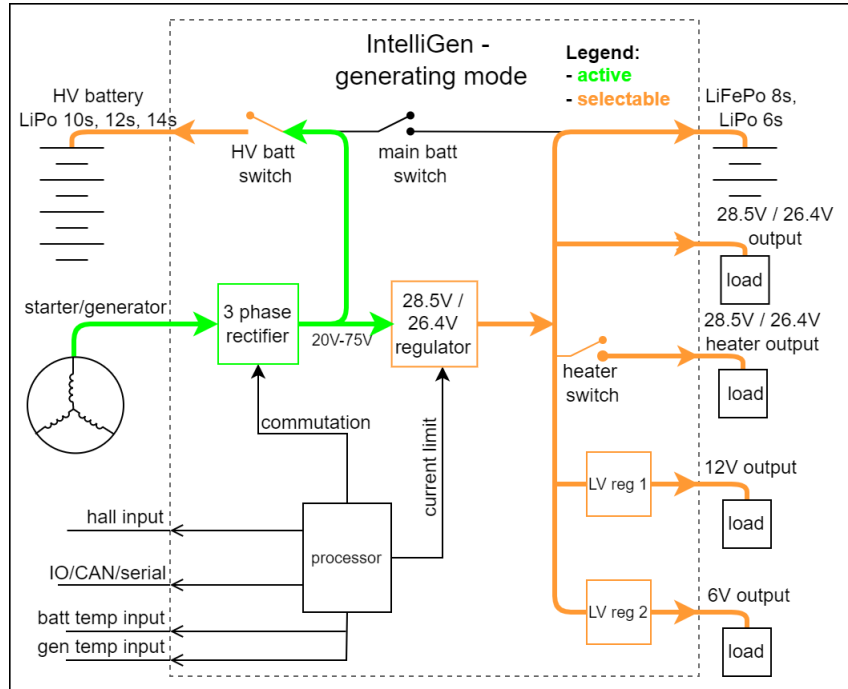 IntelliGen -
generating mode
Legend:
- active
- selectable
HV battery
LiPo 10s, 12s, 14s
HV batt
switch
main batt
switch
LiFePo 8s,
LiPo 6s
28.5V / 26.4V
output
load
starter/generator
3 phase
rectifier
20V-75V
28.5V /
26.4V
regulator
28.5V / 26.4V
heater output
load
heater
switch
commutation
current limit
LV reg 1
12V output
load
hall input
processor
IO/CAN/serial
batt temp input
gen temp input
LV reg 2
6V output
load